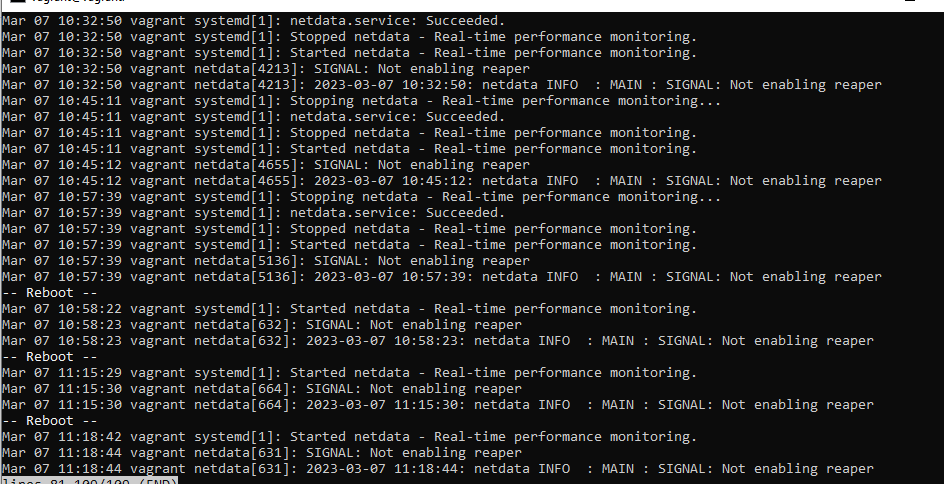 Mar 07 10:32:50 vagrant systemd[1]: netdata.service: Succeeded.
Mar 07 10:32:50 vagrant systemd[1]: Stopped netdata - Real-time performance monitoring.
Mar 07 10:32:50 vagrant systemd[1]: Started netdata - Real-time performance monitoring.
Mar 07 10:32:50 vagrant netdata[4213]: SIGNAL: Not enabling reaper
Mar 07 10:32:50 vagrant netdata[4213]: 2023-03-07 10:32:50: netdata INFO  : MAIN : SIGNAL: Not enabling reaper
Mar 07 10:45:11 vagrant systemd[1]: Stopping netdata - Real-time performance monitoring...
Mar 07 10:45:11 vagrant systemd[1]: netdata.service: Succeeded.
Mar 07 10:45:11 vagrant systemd[1]: Stopped netdata - Real-time performance monitoring.
Mar 07 10:45:11 vagrant systemd[1]: Started netdata - Real-time performance monitoring.
Mar 07 10:45:12 vagrant netdata[4655]: SIGNAL: Not enabling reaper
Mar 07 10:45:12 vagrant netdata[4655]: 2023-03-07 10:45:12: netdata INFO  : MAIN : SIGNAL: Not enabling reaper
Mar 07 10:57:39 vagrant systemd[1]: Stopping netdata - Real-time performance monitoring...
Mar 07 10:57:39 vagrant systemd[1]: netdata.service: Succeeded.
Mar 07 10:57:39 vagrant systemd[1]: Stopped netdata - Real-time performance monitoring.
Mar 07 10:57:39 vagrant systemd[1]: Started netdata - Real-time performance monitoring.
Mar 07 10:57:39 vagrant netdata[5136]: SIGNAL: Not enabling reaper
Mar 07 10:57:39 vagrant netdata[5136]: 2023-03-07 10:57:39: netdata INFO  : MAIN : SIGNAL: Not enabling reaper
-- Reboot --
Mar 07 10:58:22 vagrant systemd[1]: Started netdata - Real-time performance monitoring.
Mar 07 10:58:23 vagrant netdata[632]: SIGNAL: Not enabling reaper
Mar 07 10:58:23 vagrant netdata[632]: 2023-03-07 10:58:23: netdata INFO  : MAIN : SIGNAL: Not enabling reaper
-- Reboot --
Mar 07 11:15:29 vagrant systemd[1]: Started netdata - Real-time performance monitoring.
Mar 07 11:15:30 vagrant netdata[664]: SIGNAL: Not enabling reaper
Mar 07 11:15:30 vagrant netdata[664]: 2023-03-07 11:15:30: netdata INFO  : MAIN : SIGNAL: Not enabling reaper
-- Reboot --
Mar 07 11:18:42 vagrant systemd[1]: Started netdata - Real-time performance monitoring.
Mar 07 11:18:44 vagrant netdata[631]: SIGNAL: Not enabling reaper
Mar 07 11:18:44 vagrant netdata[631]: 2023-03-07 11:18:44: netdata INFO  : MAIN : SIGNAL: Not enabling reaper
lines 81-109/109 (END)